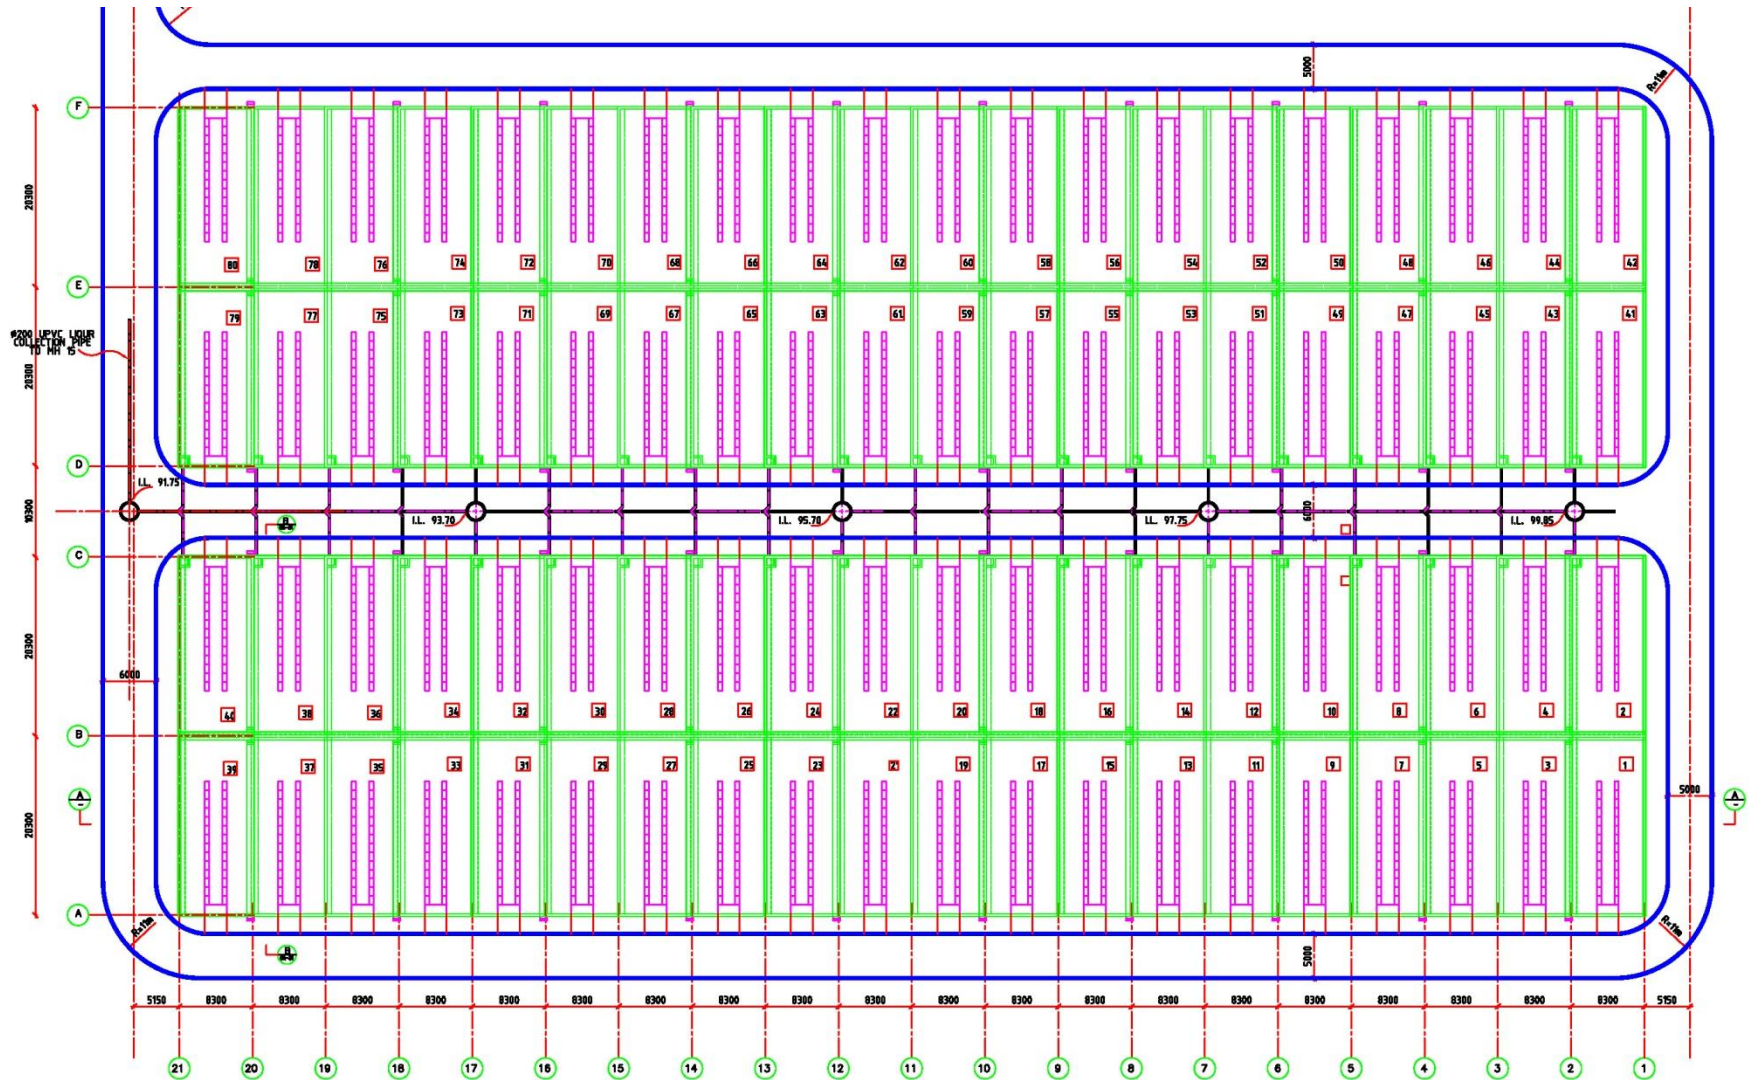 5000
R=11m
F
20300
80 78 76 74 72 70 68 66 64 62 60 58 56 54 52 50 48 46 44 42
E
79 77 75 73 71 69 67 65 63 61 59 57 55 53 51 49 47 45 43 41
Ø200 UPVC LIQUR
COLLECTION PIPE
TO MH 15
20300
D
I.L. 91.75
10300
I.L. 93.70
I.L. 95.70
I.L. 97.75
6000
I.L. 99.85
B
C
20300
6000
40 38 36 34 32 30 28 26 24 22 20 18 16 14 12 10 8 6 4 2
B
39 37 35 33 31 29 27 25 23 21 19 17 15 13 11 9 7 5 3 1
A
5000
A
20300
A
R=11m
B
5000
R=11m
5150 8300 8300 8300 8300 8300 8300 8300 8300 8300 8300 8300 8300 8300 8300 8300 8300 8300 8300 8300 8300 5150
21 20 19 18 17 16 15 14 13 12 11 10 9 8 7 6 5 4 3 2 1